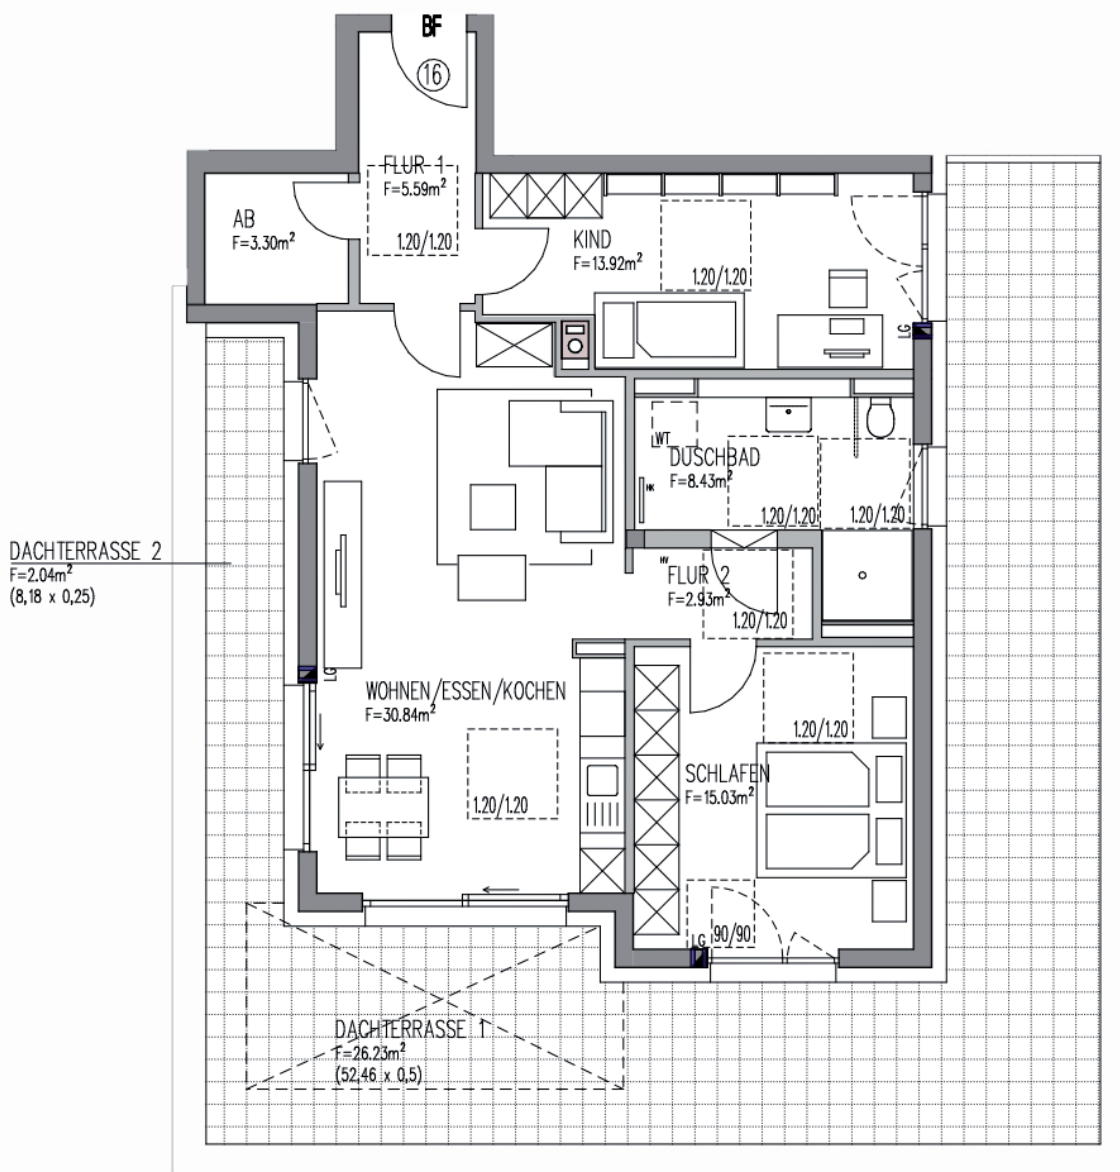 BF
16
FLUR 1
F=5.59m²
1.20/1.20
AB
F=3.30m²
KIND
F=13.92m²
1.20/1.20
LG
WT
DUSCHBAD
F=8.43m²
HK
1.20/1.20
1.20/1.20
DACHTERRASSE 2
F=2.04m²
(8,18 x 0,25)
HV
FLUR 2
F=2.93m²
1.20/1.20
LG
WOHNEN/ESSEN/KOCHEN
F=30.84m²
1.20/1.20
1.20/1.20
SCHLAFEN
F=15.03m²
90/90
LG
DACHTERRASSE 1
F=26.23m²
(52,46 x 0,5)